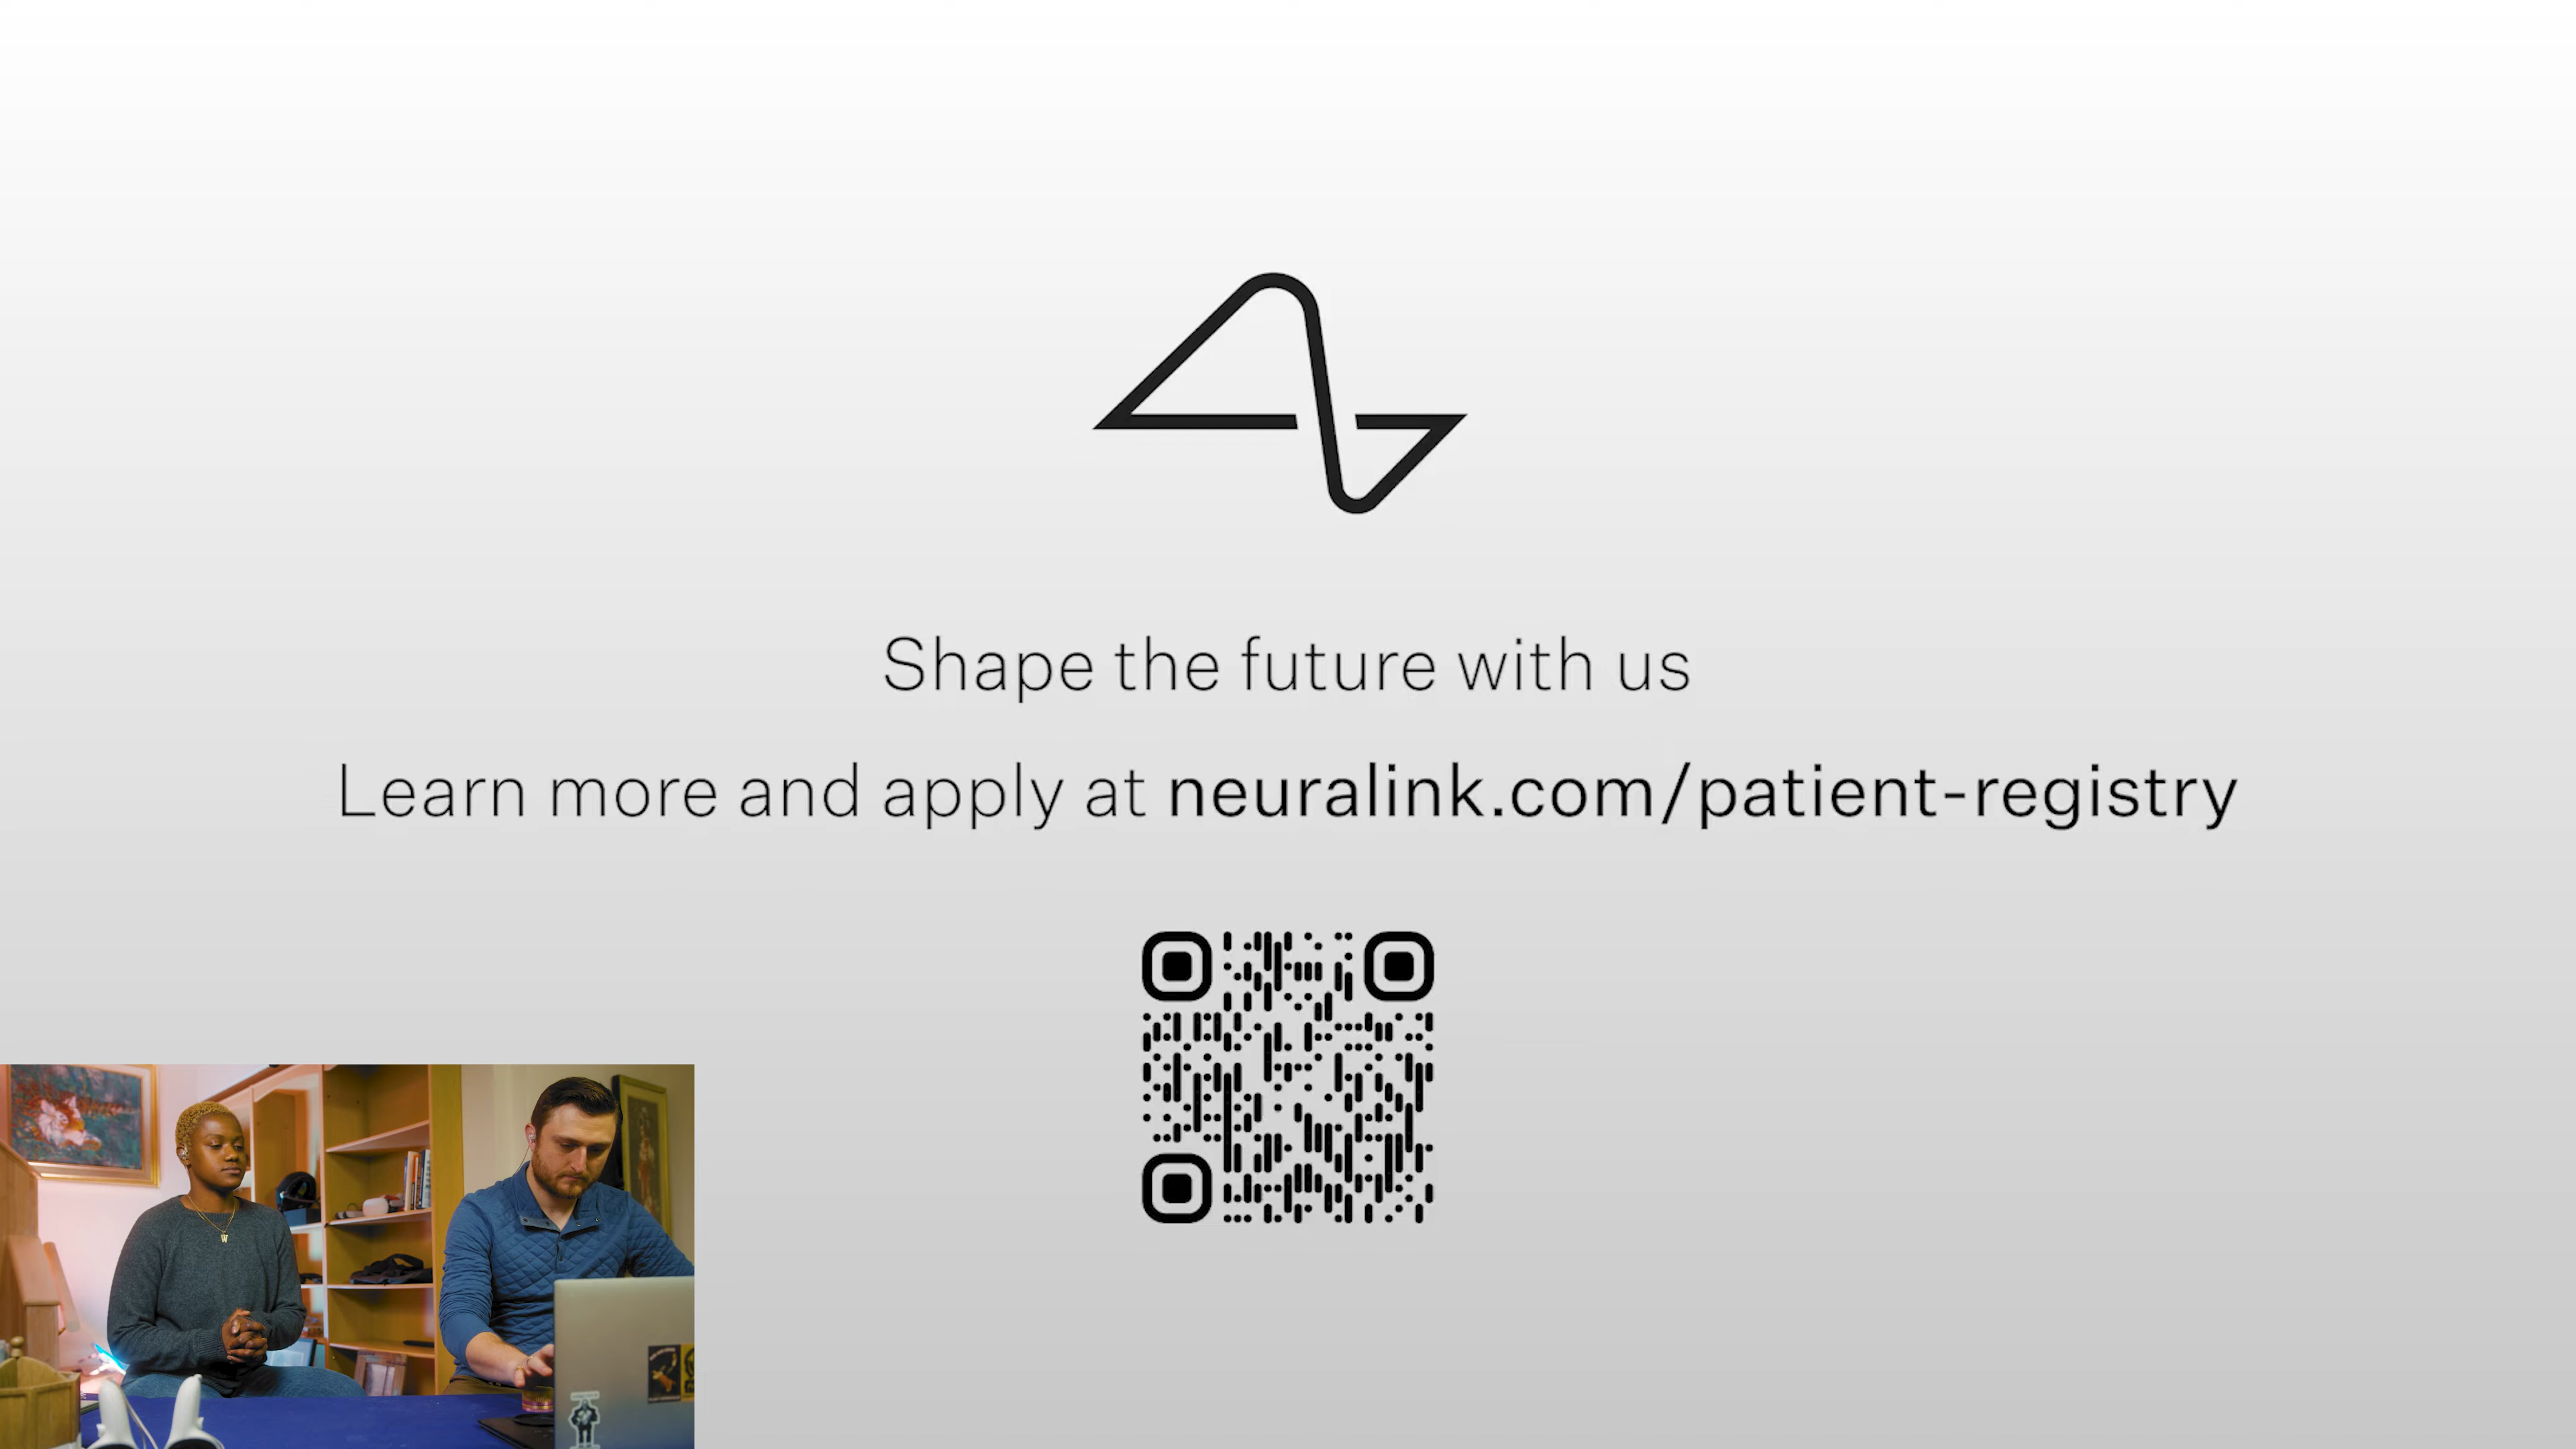 Shape the future with us
Learn more and apply at neuralink.com/patient-registry
W